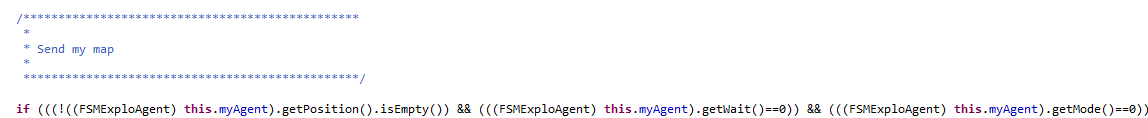 /************************************************
*
* Send my map
*
************************************************/
if (((!((FSMExploAgent) this.myAgent).getPosition().isEmpty()) && (((FSMExploAgent) this.myAgent).getWait()==0)) && (((FSMExploAgent) this.myAgent).getMode()==0))